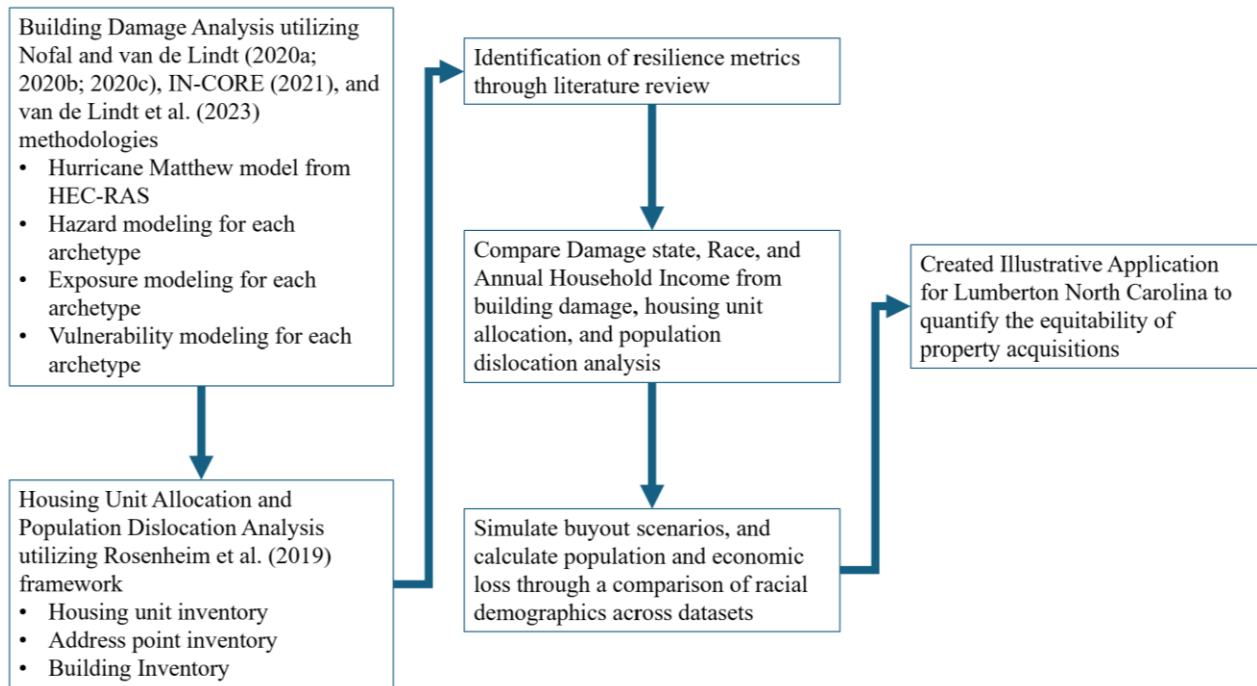 Building Damage Analysis utilizing
Nofal and van de Lindt (2020a;
2020b; 2020c), IN-CORE (2021), and
van de Lindt et al. (2023)
methodologies
• Hurricane Matthew model from
HEC-RAS
• Hazard modeling for each
archetype
• Exposure modeling for each
archetype
• Vulnerability modeling for each
archetype
Housing Unit Allocation and
Population Dislocation Analysis
utilizing Rosenheim et al. (2019)
framework
• Housing unit inventory
• Address point inventory
• Building Inventory
Identification of resilience metrics
through literature review
Compare Damage state, Race, and
Annual Household Income from
building damage, housing unit
allocation, and population
dislocation analysis
Simulate buyout scenarios, and
calculate population and economic
loss through a comparison of racial
demographics across datasets
Created Illustrative Application
for Lumberton North Carolina to
quantify the equitability of
property acquisitions